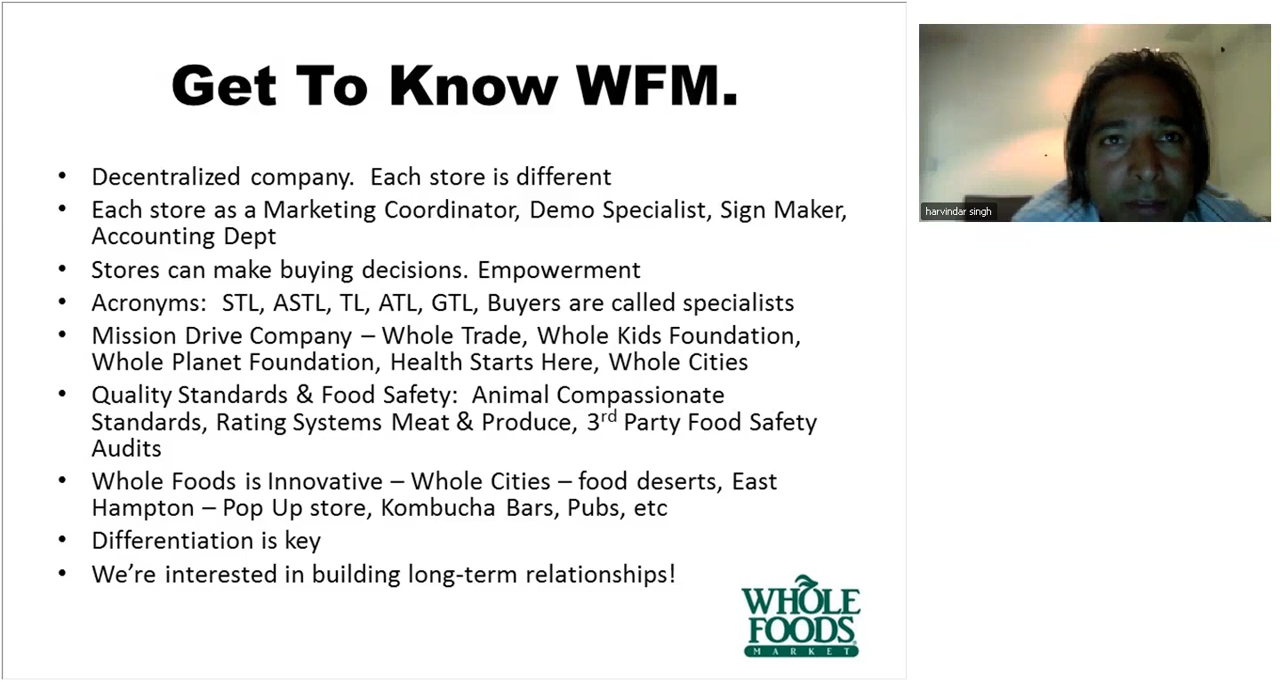 Get To Know WFM.
• Decentralized company.  Each store is different
• Each store as a Marketing Coordinator, Demo Specialist, Sign Maker,
Accounting Dept
• Stores can make buying decisions. Empowerment
• Acronyms:  STL, ASTL, TL, ATL, GTL, Buyers are called specialists
• Mission Drive Company – Whole Trade, Whole Kids Foundation,
Whole Planet Foundation, Health Starts Here, Whole Cities
• Quality Standards & Food Safety:  Animal Compassionate
Standards, Rating Systems Meat & Produce, 3rd Party Food Safety
Audits
• Whole Foods is Innovative – Whole Cities – food deserts, East
Hampton – Pop Up store, Kombucha Bars, Pubs, etc
• Differentiation is key
• We’re interested in building long-term relationships!
WHOLE
FOODS
MARKET
harvindar singh